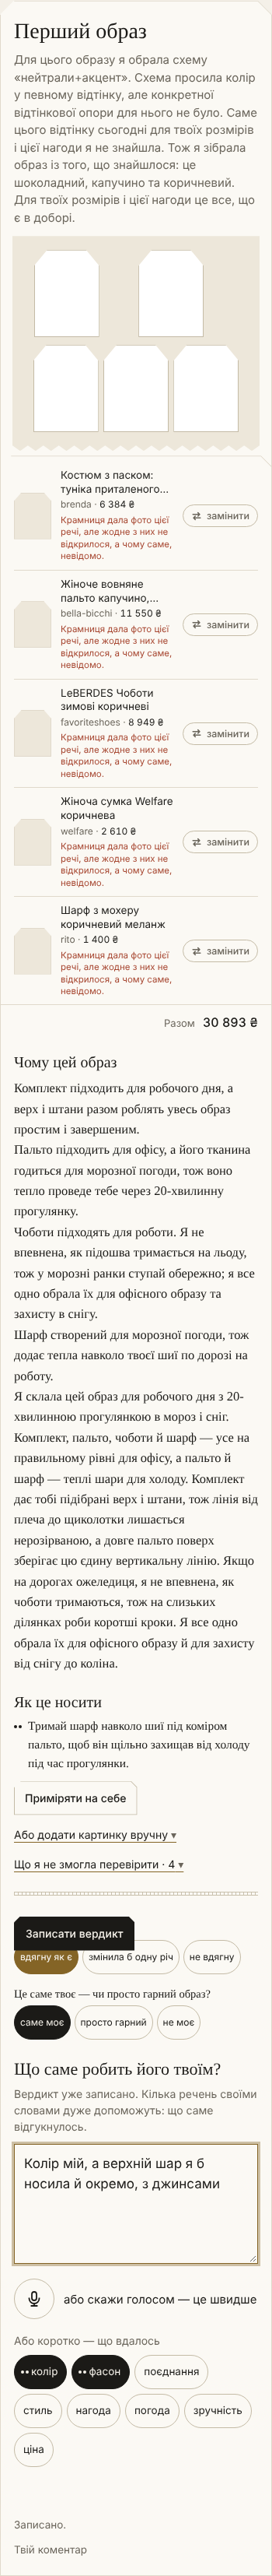 Перший образ
Для цього образу я обрала схему
«нейтрали+акцент». Схема просила колір
у певному відтінку, але конкретної
відтінкової опори для нього не було. Саме
цього відтінку сьогодні для твоїх розмірів
і цієї нагоди я не знайшла. Тож я зібрала
образ із того, що знайшлося: це
шоколадний, капучино та коричневий.
Для твоїх розмірів і цієї нагоди це все, що
є в доборі.
Костюм з паском:
туніка приталеного...
brenda · 6 384 ₴
Крамниця дала фото цієї
речі, але жодне з них не
відкрилося, а чому саме,
невідомо.
замінити
Жіноче вовняне
пальто капучино,...
bella-bicchi · 11 550 ₴
Крамниця дала фото цієї
речі, але жодне з них не
відкрилося, а чому саме,
невідомо.
замінити
LeBERDES Чоботи
зимові коричневі
favoriteshoes · 8 949 ₴
Крамниця дала фото цієї
речі, але жодне з них не
відкрилося, а чому саме,
невідомо.
замінити
Жіноча сумка Welfare
коричнева
welfare · 2 610 ₴
Крамниця дала фото цієї
речі, але жодне з них не
відкрилося, а чому саме,
невідомо.
замінити
Шарф з мохеру
коричневий меланж
rito · 1 400 ₴
Крамниця дала фото цієї
речі, але жодне з них не
відкрилося, а чому саме,
невідомо.
замінити
Разом 30 893 ₴
Чому цей образ
Комплект підходить для робочого дня, а
верх і штани разом роблять увесь образ
простим і завершеним.
Пальто підходить для офісу, а його тканина
годиться для морозної погоди, тож воно
тепло проведе тебе через 20-хвилинну
прогулянку.
Чоботи підходять для роботи. Я не
впевнена, як підошва тримається на льоду,
тож у морозні ранки ступай обережно; я все
одно обрала їх для офісного образу та
захисту в снігу.
Шарф створений для морозної погоди, тож
додає тепла навколо твоєї шиї по дорозі на
роботу.
Я склала цей образ для робочого дня з 20-
хвилинною прогулянкою в мороз і сніг.
Комплект, пальто, чоботи й шарф — усе на
правильному рівні для офісу, а пальто й
шарф — теплі шари для холоду. Комплект
дає тобі підібрані верх і штани, тож лінія від
плеча до щиколотки лишається
нерозірваною, а довге пальто поверх
зберігає цю єдину вертикальну лінію. Якщо
на дорогах ожеледиця, я не впевнена, як
чоботи тримаються, тож на слизьких
ділянках роби коротші кроки. Я все одно
обрала їх для офісного образу й для захисту
від снігу до коліна.
Як це носити
Тримай шарф навколо шиї під коміром
пальто, щоб він щільно захищав від холоду
під час прогулянки.
Приміряти на себе
Або додати картинку вручну ▾
Що я не змогла перевірити · 4 ▾
Записати вердикт
вдягну як є
змінила б одну річ
не вдягну
Це саме твоє — чи просто гарний образ?
саме моє
просто гарний
не моє
Що саме робить його твоїм?
Вердикт уже записано. Кілька речень своїми
словами дуже допоможуть: що саме
відгукнулось.
Колір мій, а верхній шар я б
носила й окремо, з джинсами
або скажи голосом — це швидше
Або коротко — що вдалось
колір
фасон
поєднання
стиль
нагода
погода
зручність
ціна
Записано.
Твій коментар